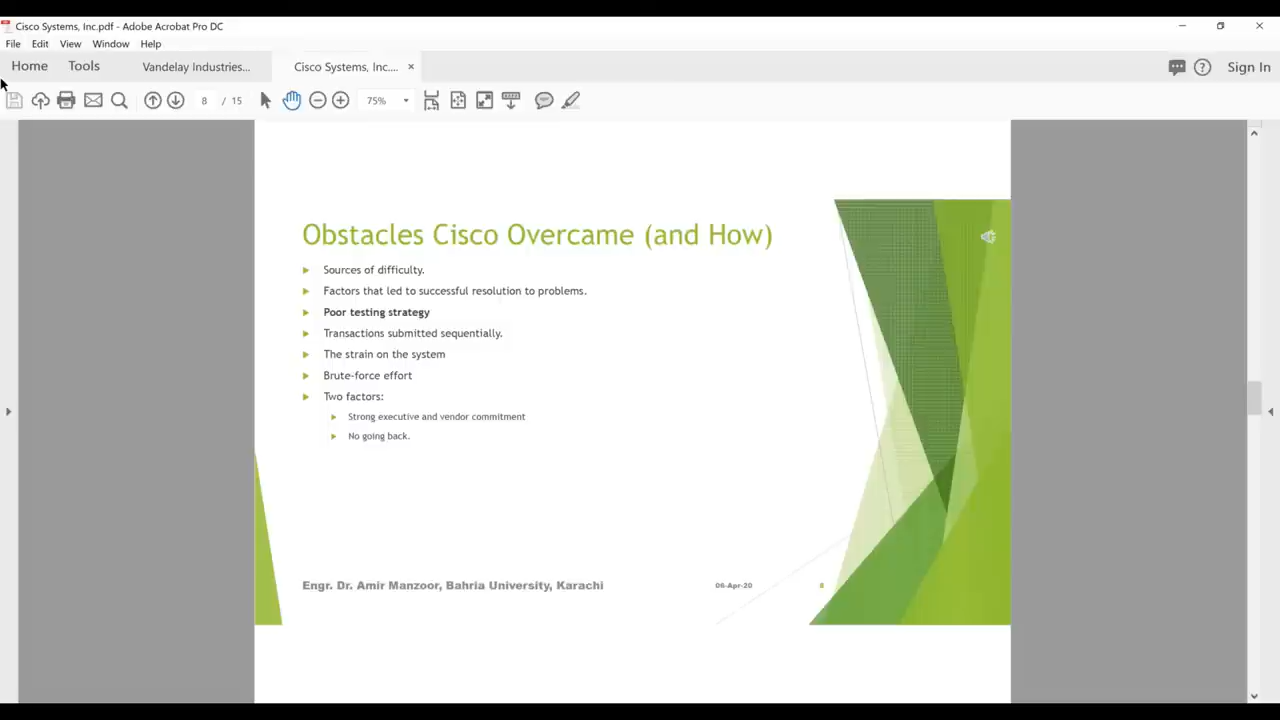 Cisco Systems, Inc.pdf - Adobe Acrobat Pro DC
File Edit View Window Help
Home Tools Vandelay Industries... Cisco Systems, Inc.... × Sign In
8 / 15 75%
Obstacles Cisco Overcame (and How)
Sources of difficulty.
Factors that led to successful resolution to problems.
Poor testing strategy
Transactions submitted sequentially.
The strain on the system
Brute-force effort
Two factors:
Strong executive and vendor commitment
No going back.
Engr. Dr. Amir Manzoor, Bahria University, Karachi 06-Apr-20 8